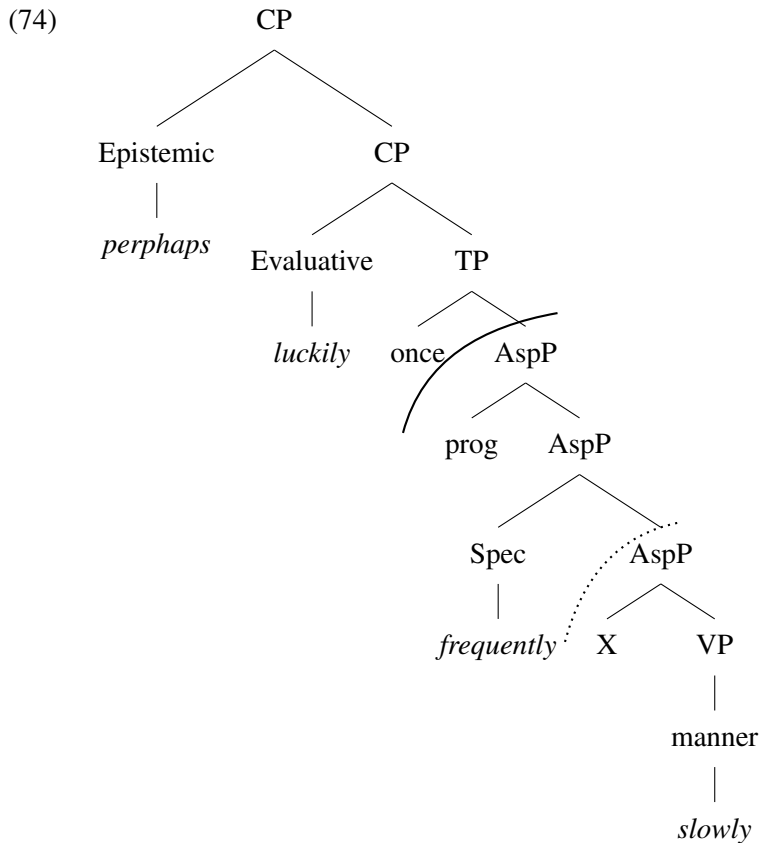 (74) CP
Epistemic CP
perphaps
Evaluative TP
luckily once AspP
prog AspP
Spec AspP
frequently X VP
manner
slowly